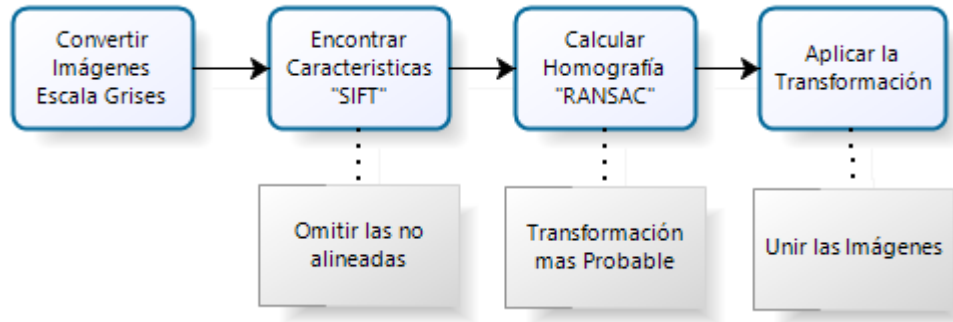 Convertir
Imágenes
Escala Grises
Encontrar
Caracteristicas
"SIFT"
Calcular
Homografía
"RANSAC"
Aplicar la
Transformación
Omitir las no
alineadas
Transformación
mas Probable
Unir las Imágenes